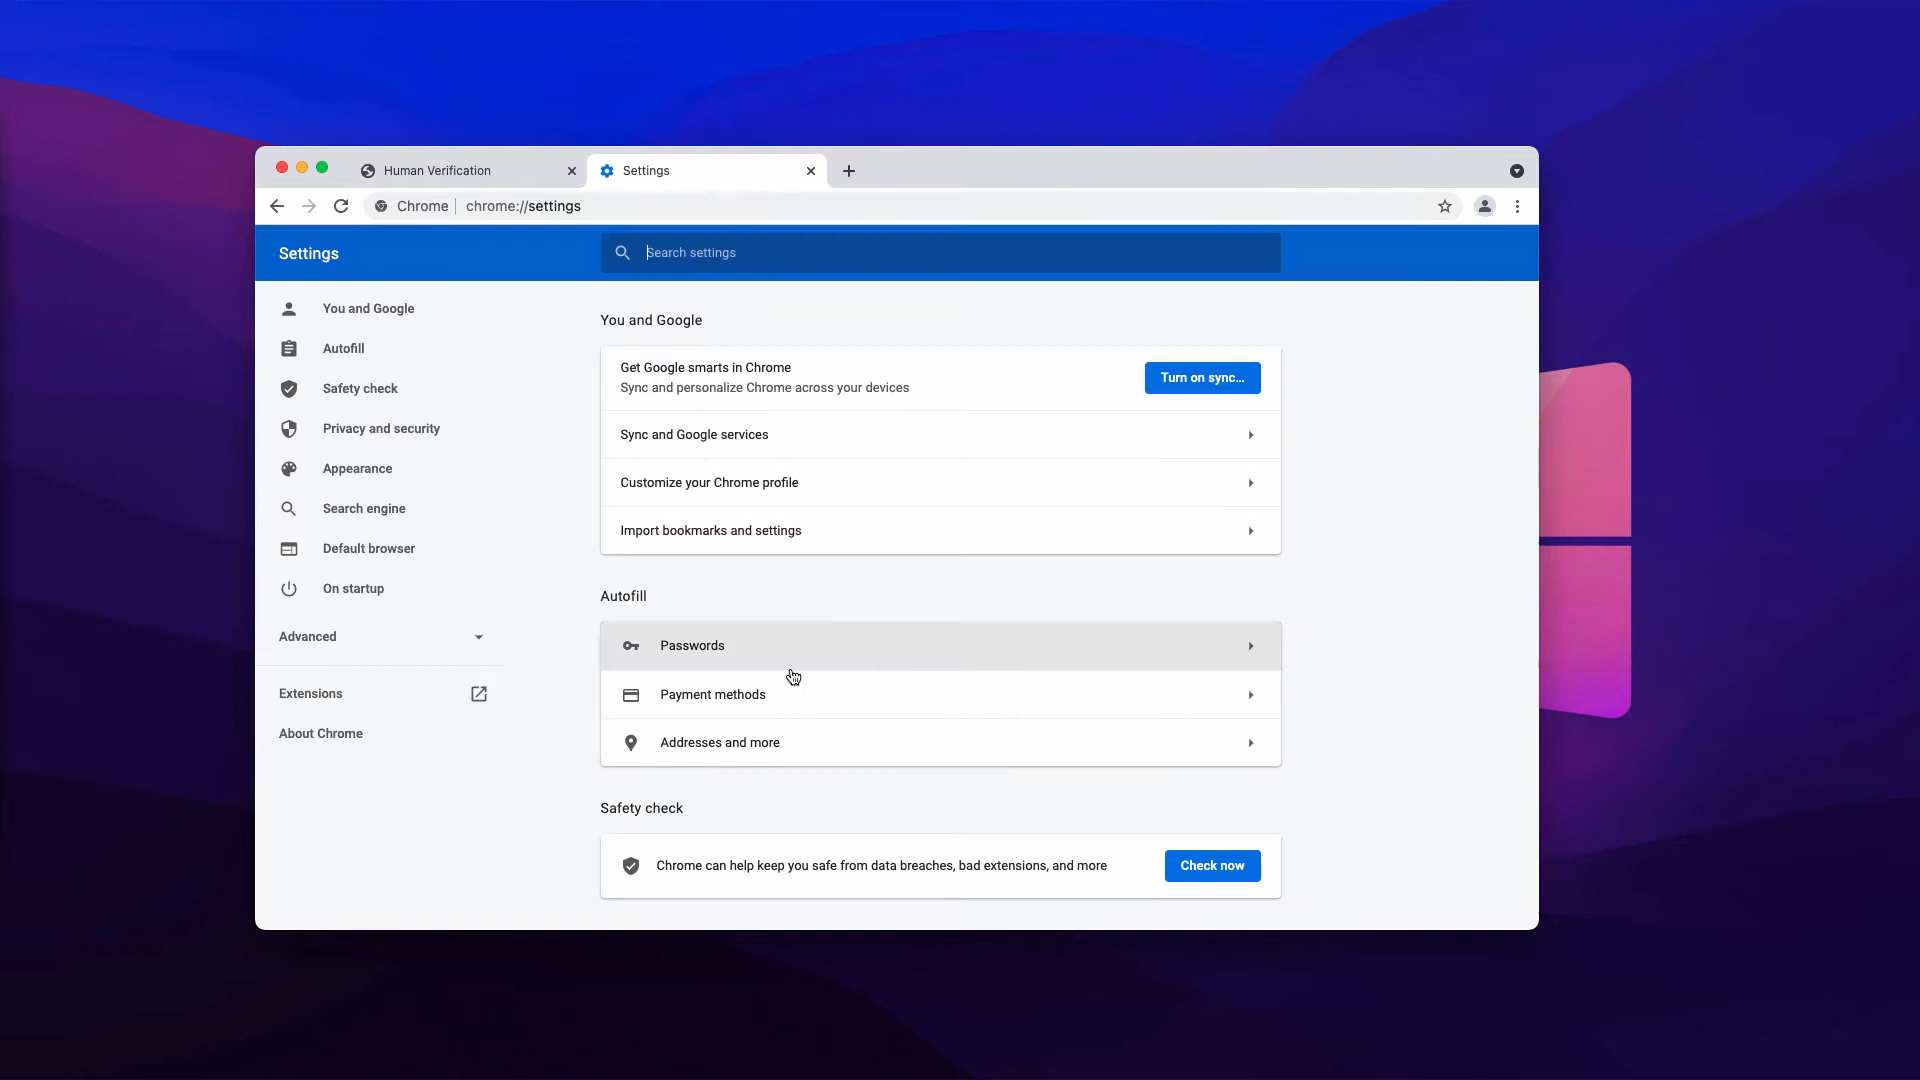 Human Verification
Settings
Chrome
chrome://settings
Settings
Search settings
You and Google
Autofill
Safety check
Privacy and security
Appearance
Search engine
Default browser
On startup
Advanced
Extensions
About Chrome
You and Google
Get Google smarts in Chrome
Sync and personalize Chrome across your devices
Turn on sync...
Sync and Google services
Customize your Chrome profile
Import bookmarks and settings
Autofill
Passwords
Payment methods
Addresses and more
Safety check
Chrome can help keep you safe from data breaches, bad extensions, and more
Check now